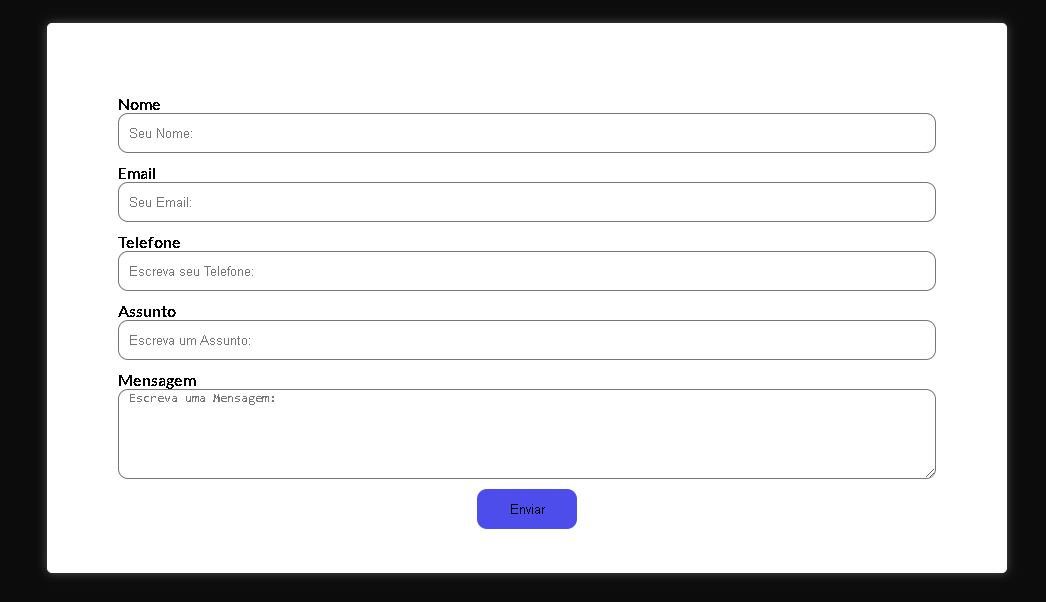 Nome
Seu Nome:
Email
Seu Email:
Telefone
Escreva seu Telefone:
Assunto
Escreva um Assunto:
Mensagem
Escreva uma Mensagem:
Enviar